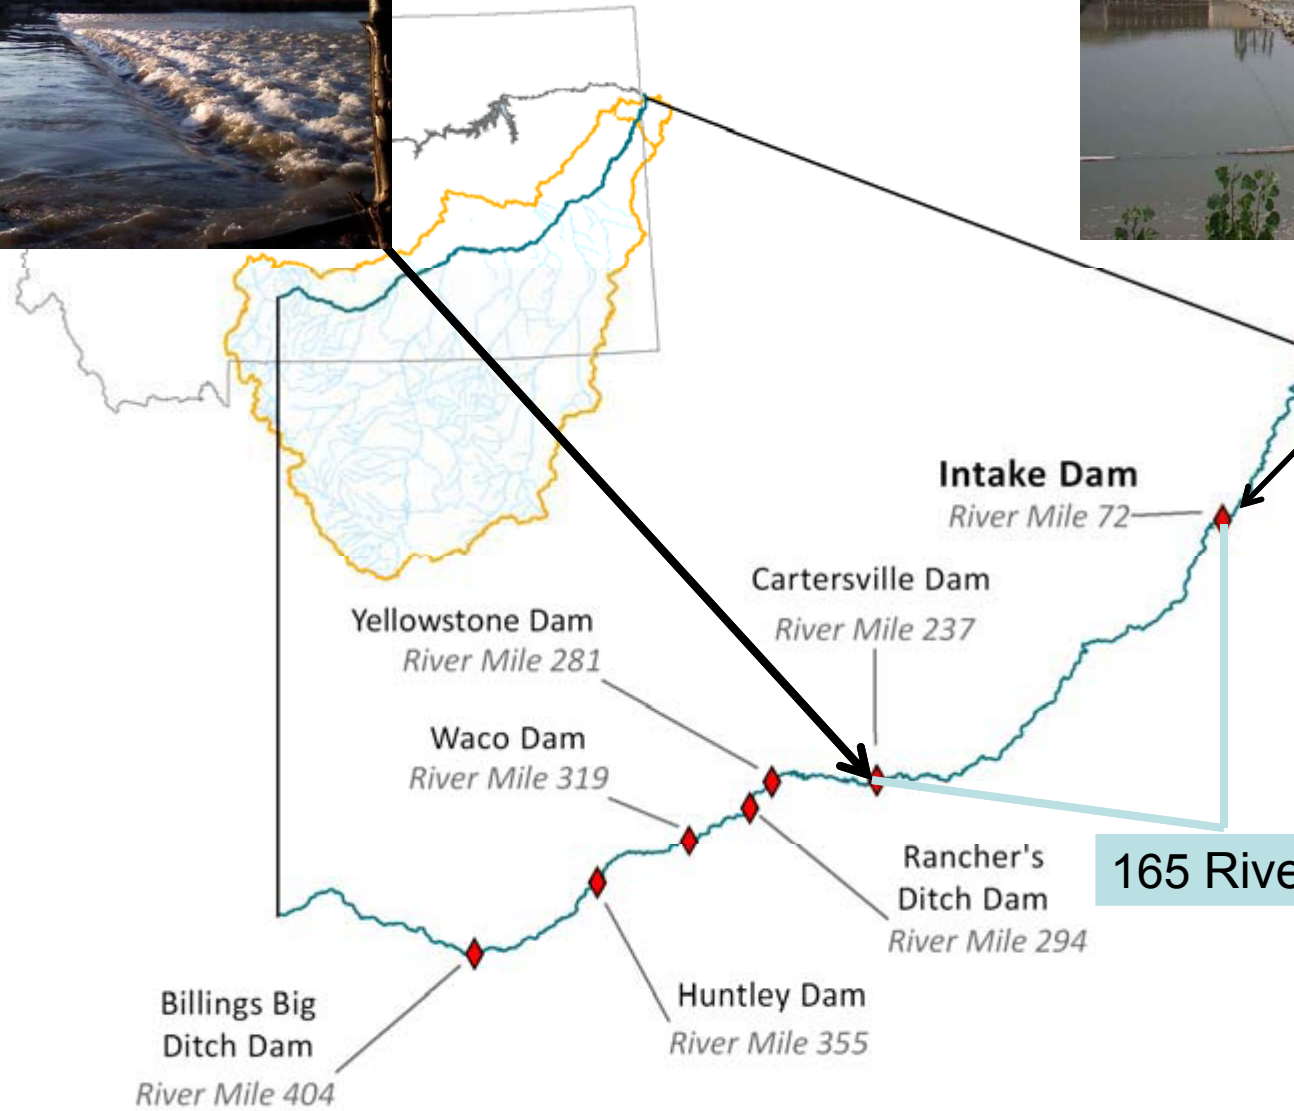 Intake Dam
River Mile 72
Cartersville Dam
River Mile 237
Yellowstone Dam
River Mile 281
Waco Dam
River Mile 319
Rancher's
Ditch Dam
River Mile 294
165 Rive
Huntley Dam
River Mile 355
Billings Big
Ditch Dam
River Mile 404